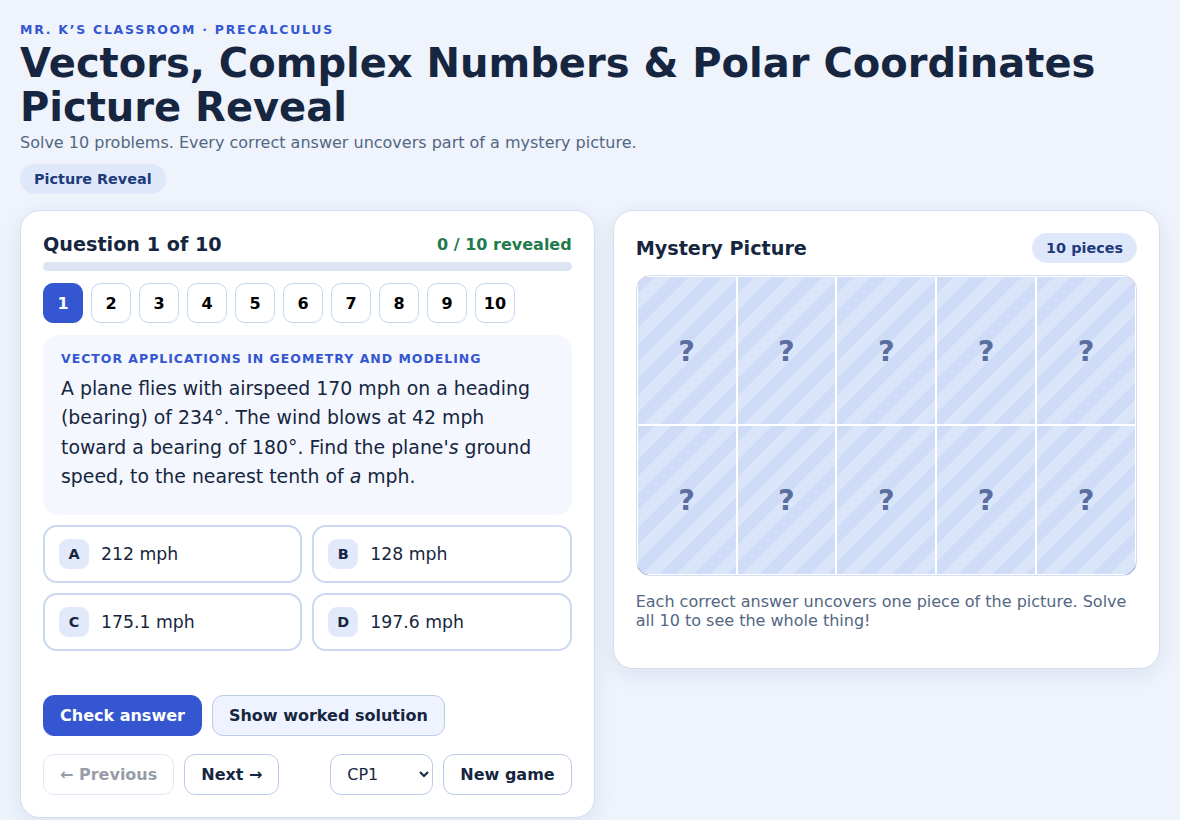 MR. K’S CLASSROOM · PRECALCULUS
Vectors, Complex Numbers & Polar Coordinates
Picture Reveal
Solve 10 problems. Every correct answer uncovers part of a mystery picture.
Picture Reveal
Question 1 of 10
0 / 10 revealed
1 2 3 4 5 6 7 8 9 10
VECTOR APPLICATIONS IN GEOMETRY AND MODELING
A plane flies with airspeed 170 mph on a heading
(bearing) of 234°. The wind blows at 42 mph
toward a bearing of 180°. Find the plane's ground
speed, to the nearest tenth of a mph.
A 212 mph
B 128 mph
C 175.1 mph
D 197.6 mph
Check answer
Show worked solution
← Previous
Next →
CP1
New game
Mystery Picture
10 pieces
? ? ? ? ?
? ? ? ? ?
Each correct answer uncovers one piece of the picture. Solve
all 10 to see the whole thing!